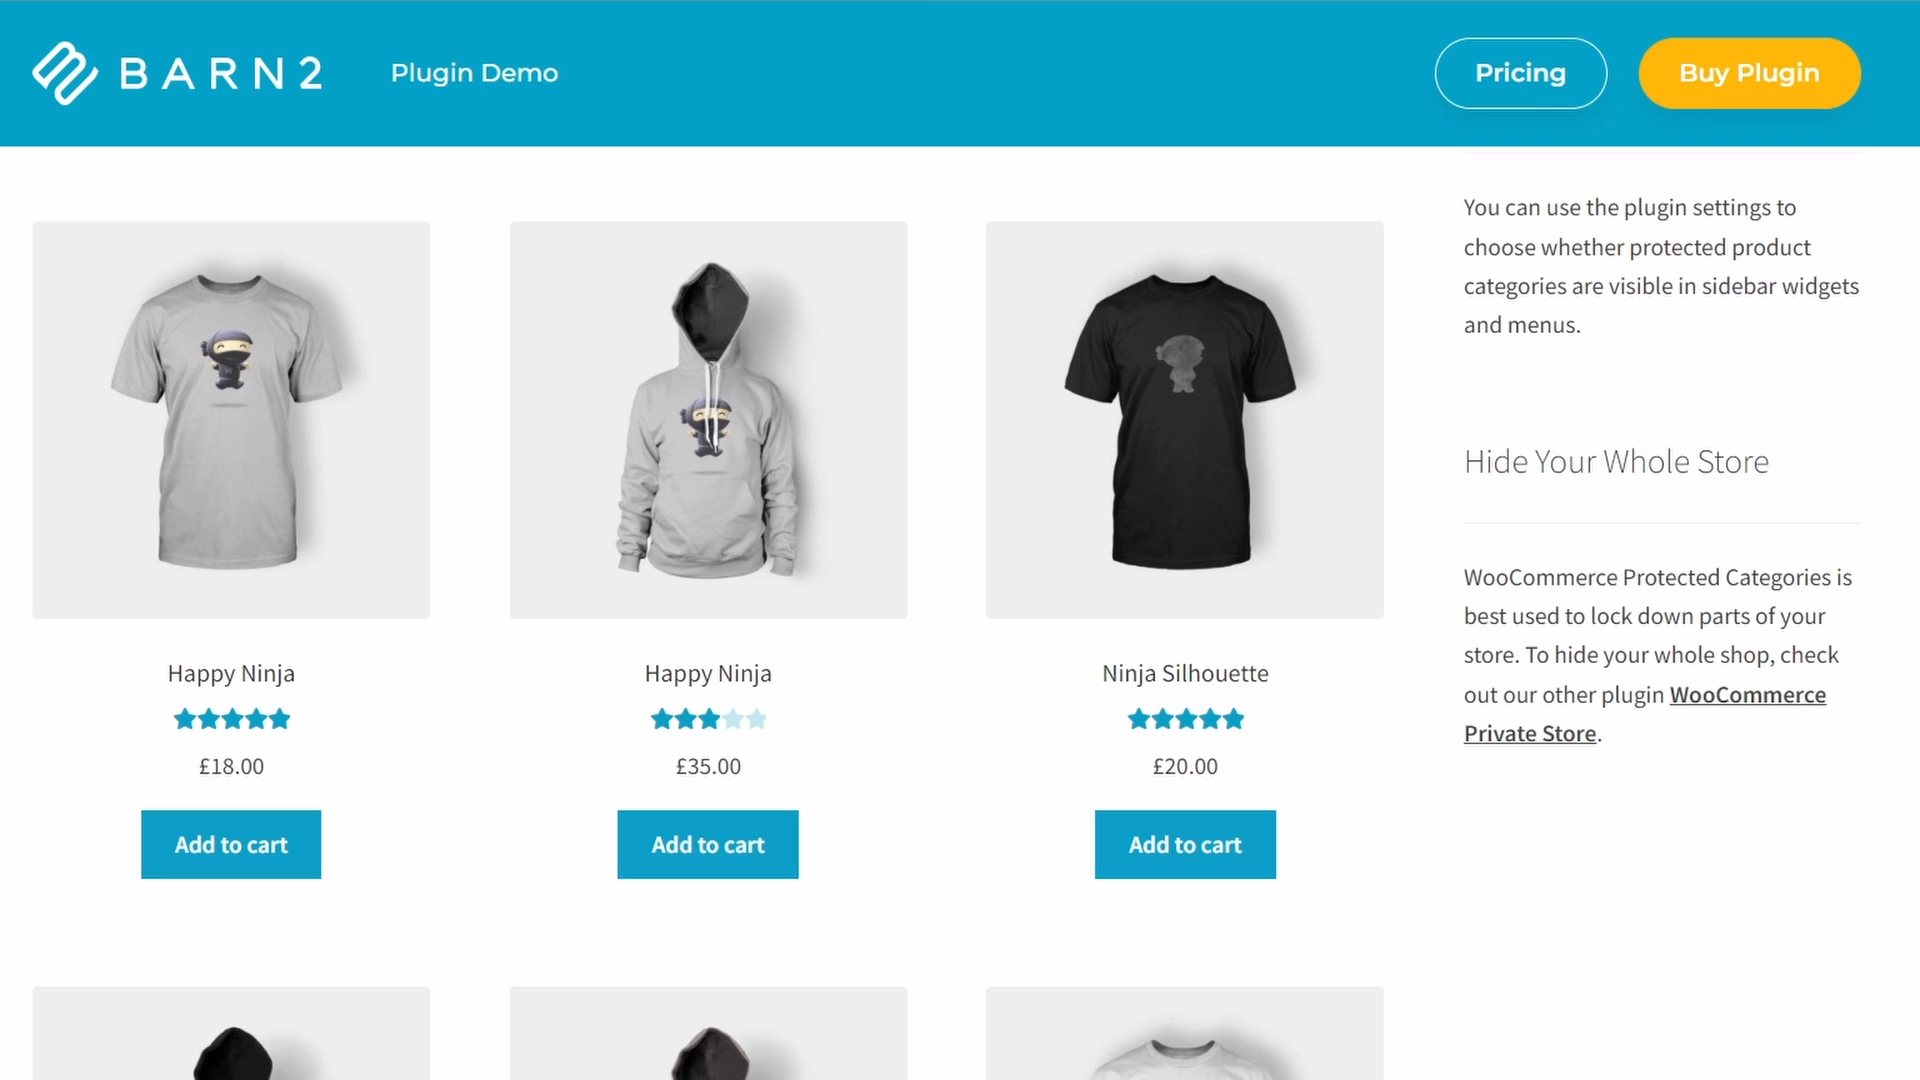 BARN2
Plugin Demo
Pricing
Buy Plugin
You can use the plugin settings to
choose whether protected product
categories are visible in sidebar widgets
and menus.
Hide Your Whole Store
WooCommerce Protected Categories is
best used to lock down parts of your
store. To hide your whole shop, check
out our other plugin WooCommerce
Private Store.
Happy Ninja
£18.00
Add to cart
Happy Ninja
£35.00
Add to cart
Ninja Silhouette
£20.00
Add to cart